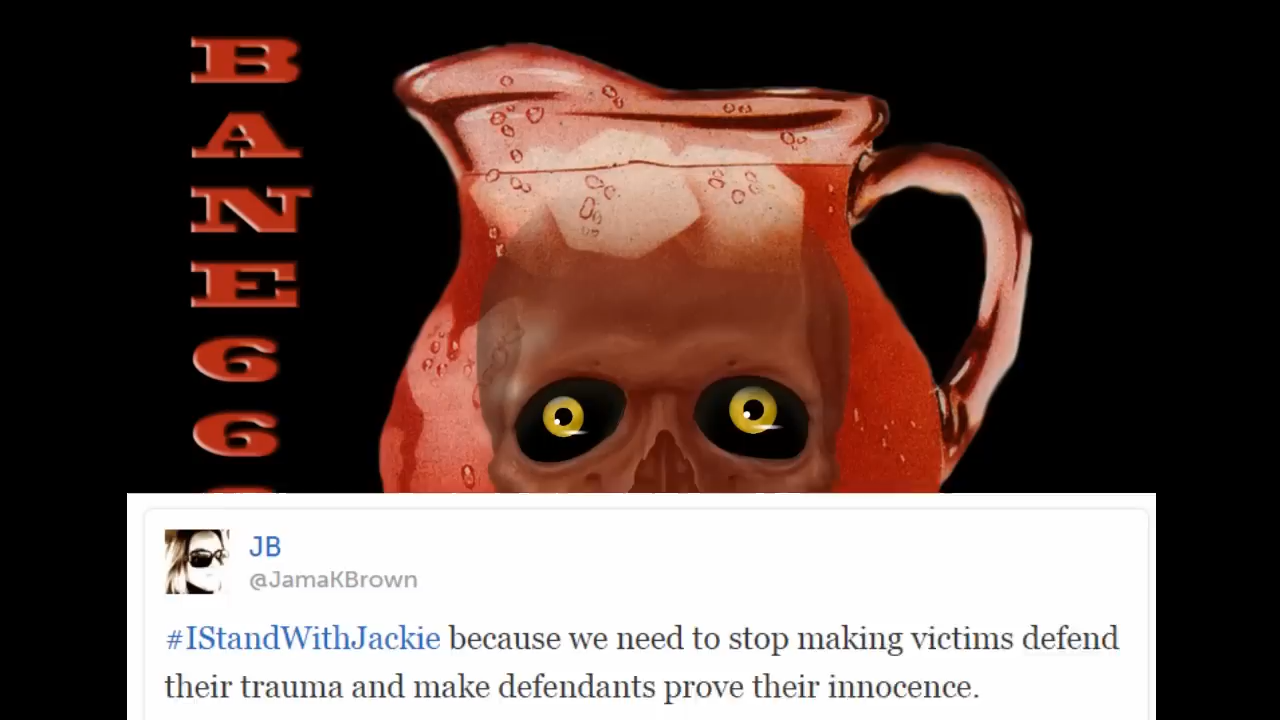 BANE66
JB
@JamaKBrown
#IStandWithJackie because we need to stop making victims defend
their trauma and make defendants prove their innocence.